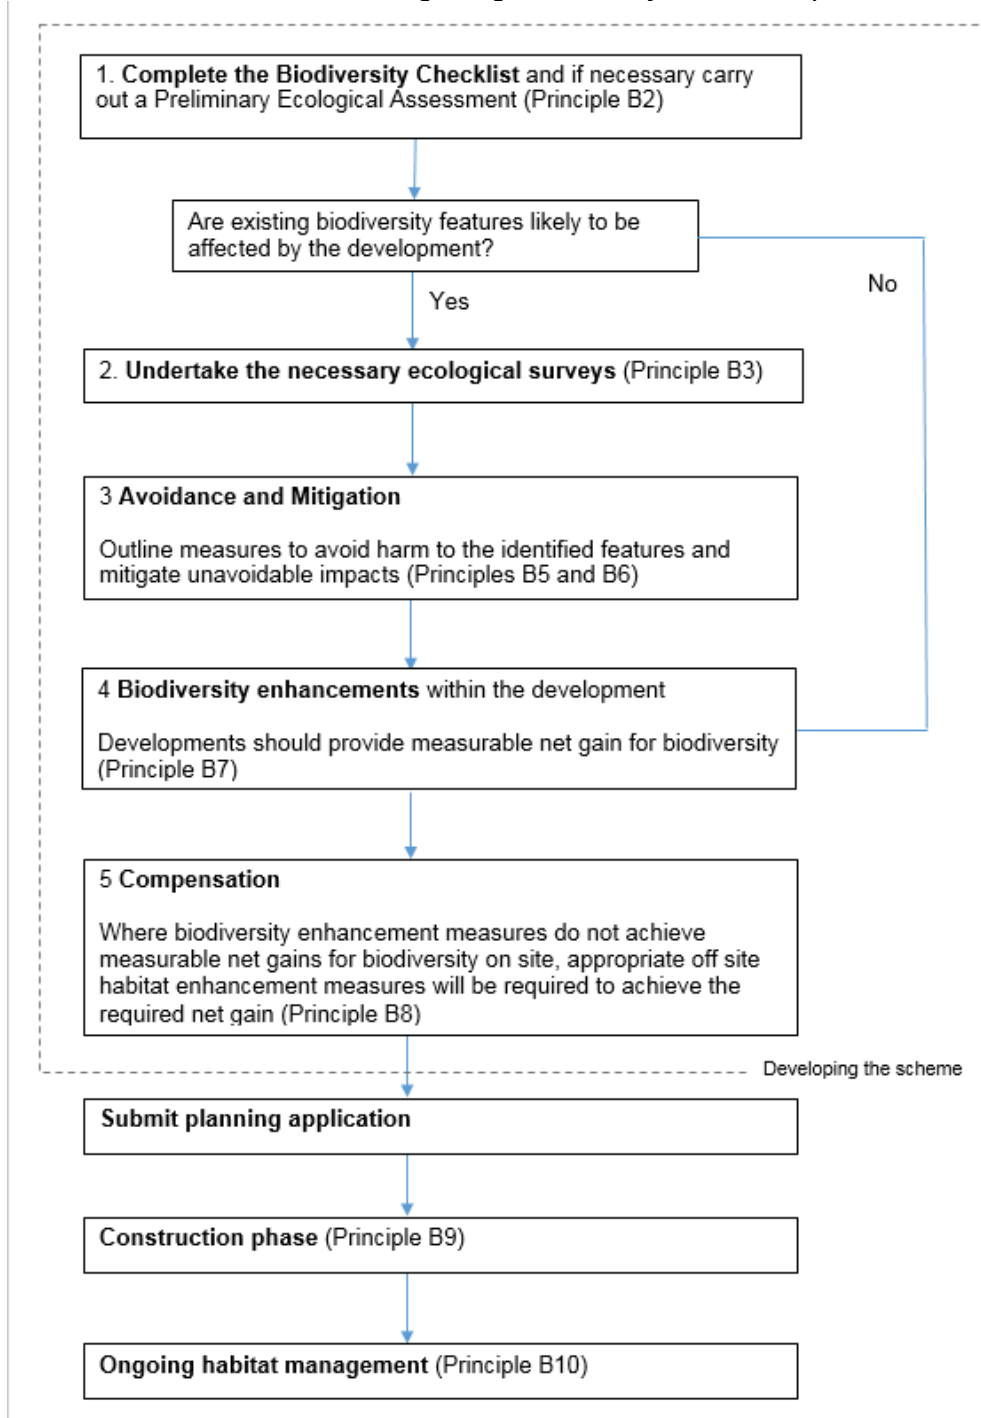 1. Complete the Biodiversity Checklist and if necessary carry
out a Preliminary Ecological Assessment (Principle B2)
Are existing biodiversity features likely to be
affected by the development?
No
Yes
2. Undertake the necessary ecological surveys (Principle B3)
3 Avoidance and Mitigation
Outline measures to avoid harm to the identified features and
mitigate unavoidable impacts (Principles B5 and B6)
4 Biodiversity enhancements within the development
Developments should provide measurable net gain for biodiversity
(Principle B7)
5 Compensation
Where biodiversity enhancement measures do not achieve
measurable net gains for biodiversity on site, appropriate off site
habitat enhancement measures will be required to achieve the
required net gain (Principle B8)
Developing the scheme
Submit planning application
Construction phase (Principle B9)
Ongoing habitat management (Principle B10)